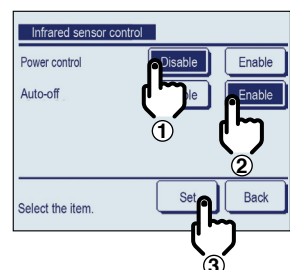 Infrared sensor control
Power control Disable Enable
Auto-off Enable
①
②
Select the item. Set Back
③